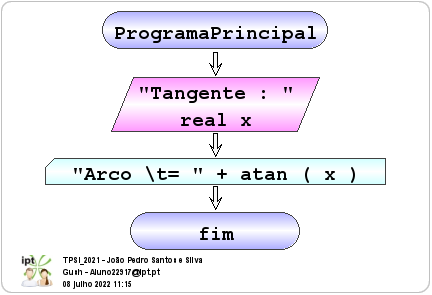 ProgramaPrincipal
"Tangente : "
real x
"Arco \t= " + atan ( x )
fim
ipt
TPSI_2021 - João Pedro Santos e Silva
Gush - Aluno22917@ipt.pt
08 julho 2022 11:15